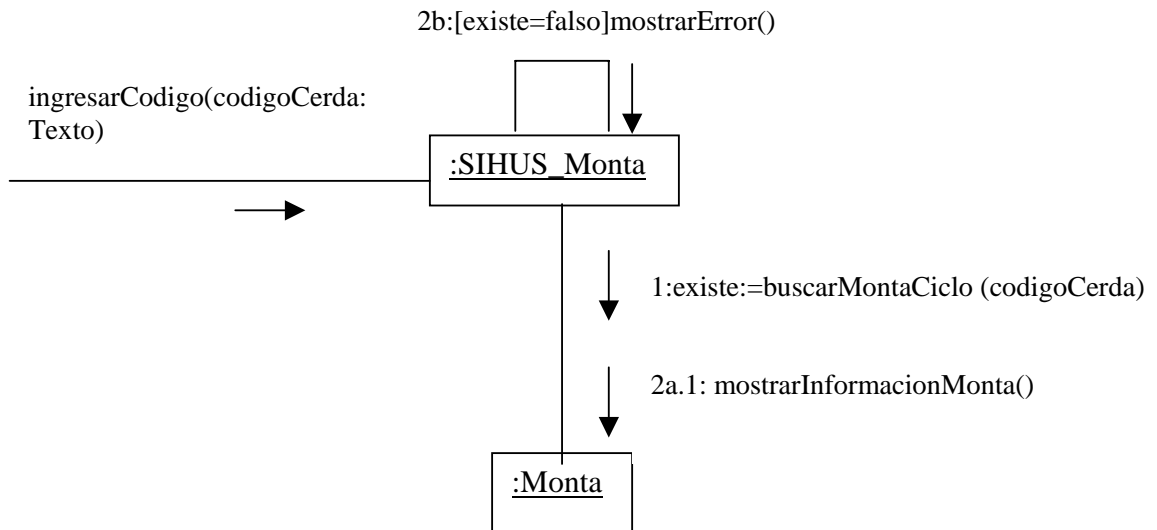 2b:[existe=falso]mostrarError()
ingresarCodigo(codigoCerda:
Texto)
:SIHUS_Monta
1:existe:=buscarMontaCiclo (codigoCerda)
2a.1: mostrarInformacionMonta()
:Monta